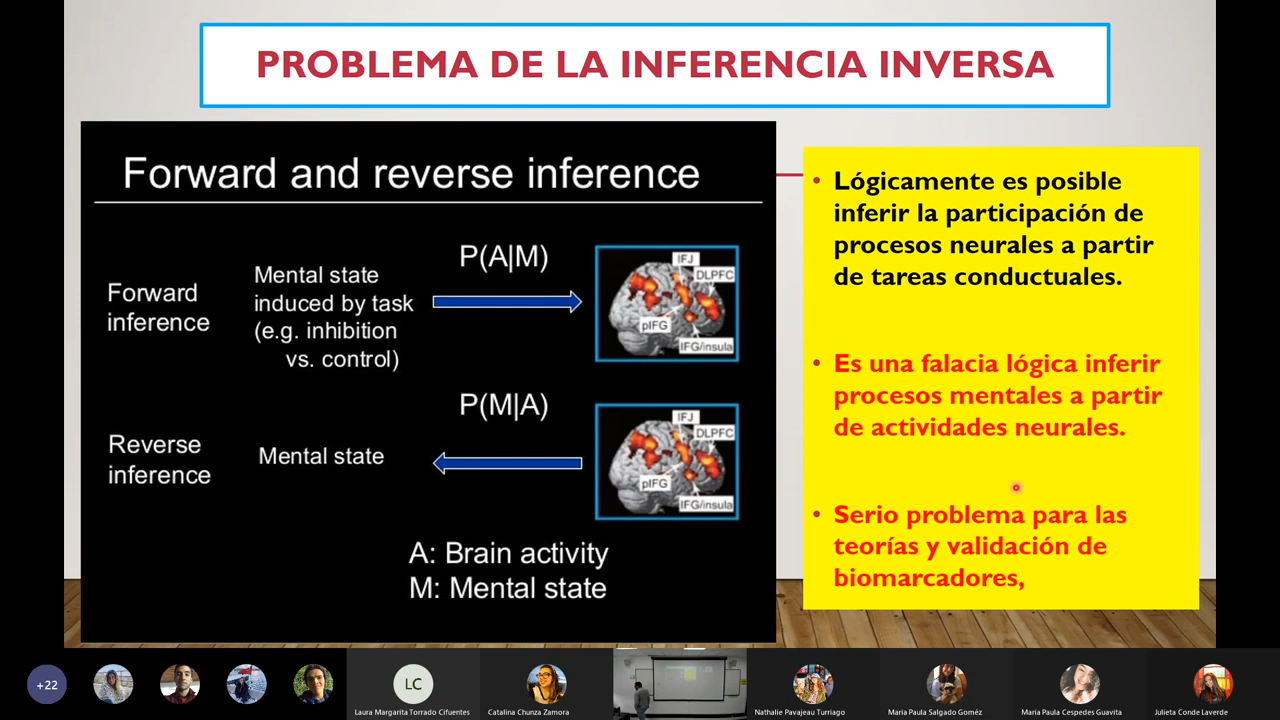 PROBLEMA DE LA INFERENCIA INVERSA
Forward and reverse inference
Forward
inference
Mental state
induced by task
(e.g. inhibition
vs. control)
P(A|M)
IFJ
DLPFC
pIFG
IFG/insula
Reverse
inference
Mental state
P(M|A)
IFJ
DLPFC
pIFG
IFG/insula
A: Brain activity
M: Mental state
• Lógicamente es posible
inferir la participación de
procesos neurales a partir
de tareas conductuales.
• Es una falacia lógica inferir
procesos mentales a partir
de actividades neurales.
• Serio problema para las
teorías y validación de
biomarcadores,
+22
LC
Laura Margarita Torrado Cifuentes
Catalina Chunza Zamora
Nathalie Pavajeau Turriago
Maria Paula Salgado Goméz
Maria Paula Cespedes Guavita
Julieta Conde Laverde